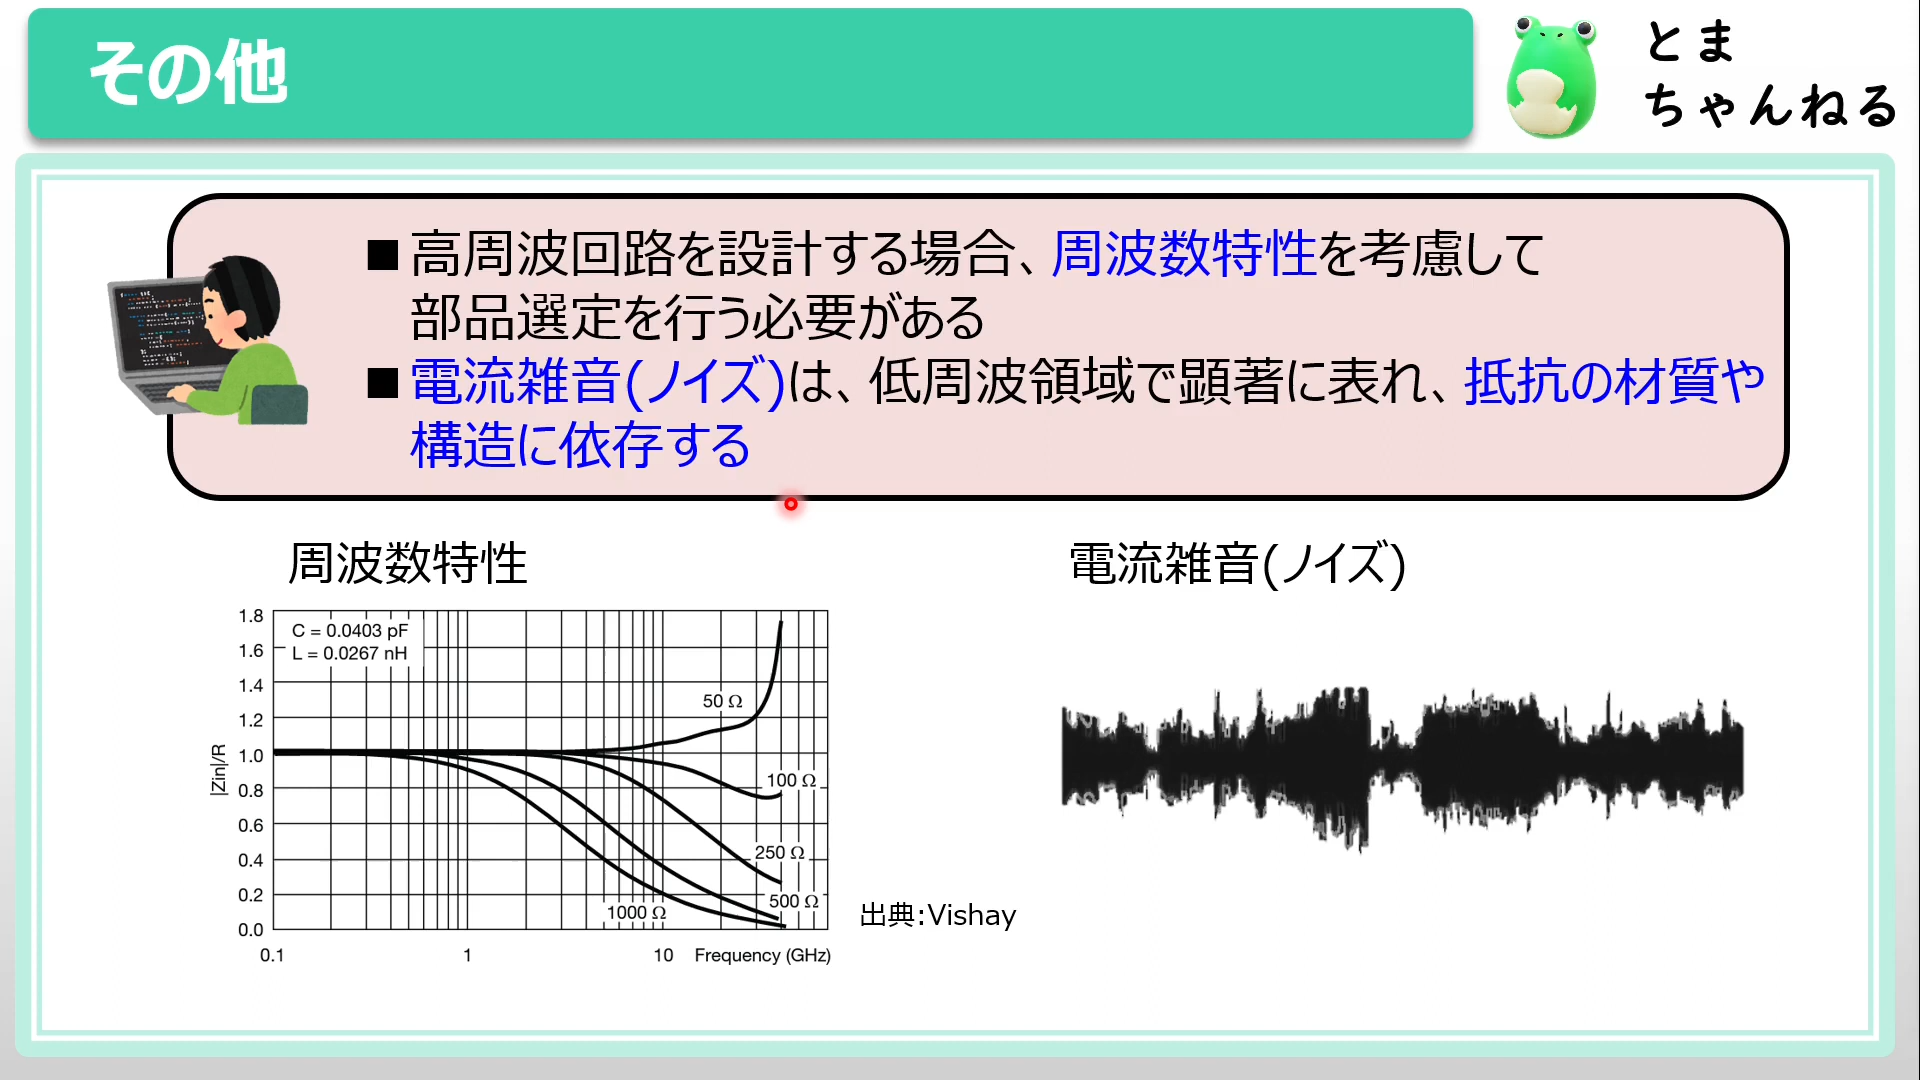 その他
とま
ちゃんねる
■高周波回路を設計する場合、周波数特性を考慮して
部品選定を行う必要がある
■電流雑音(ノイズ)は、低周波領域で顕著に表れ、抵抗の材質や
構造に依存する
周波数特性
電流雑音(ノイズ)
1.8
C = 0.0403 pF
1.6
L = 0.0267 nH
1.4
50 Ω
1.2
|Zin|/R
1.0
100 Ω
0.8
0.6
250 Ω
0.4
0.2
500 Ω
1000 Ω
0.0
0.1 1 10 Frequency (GHz)
出典:Vishay